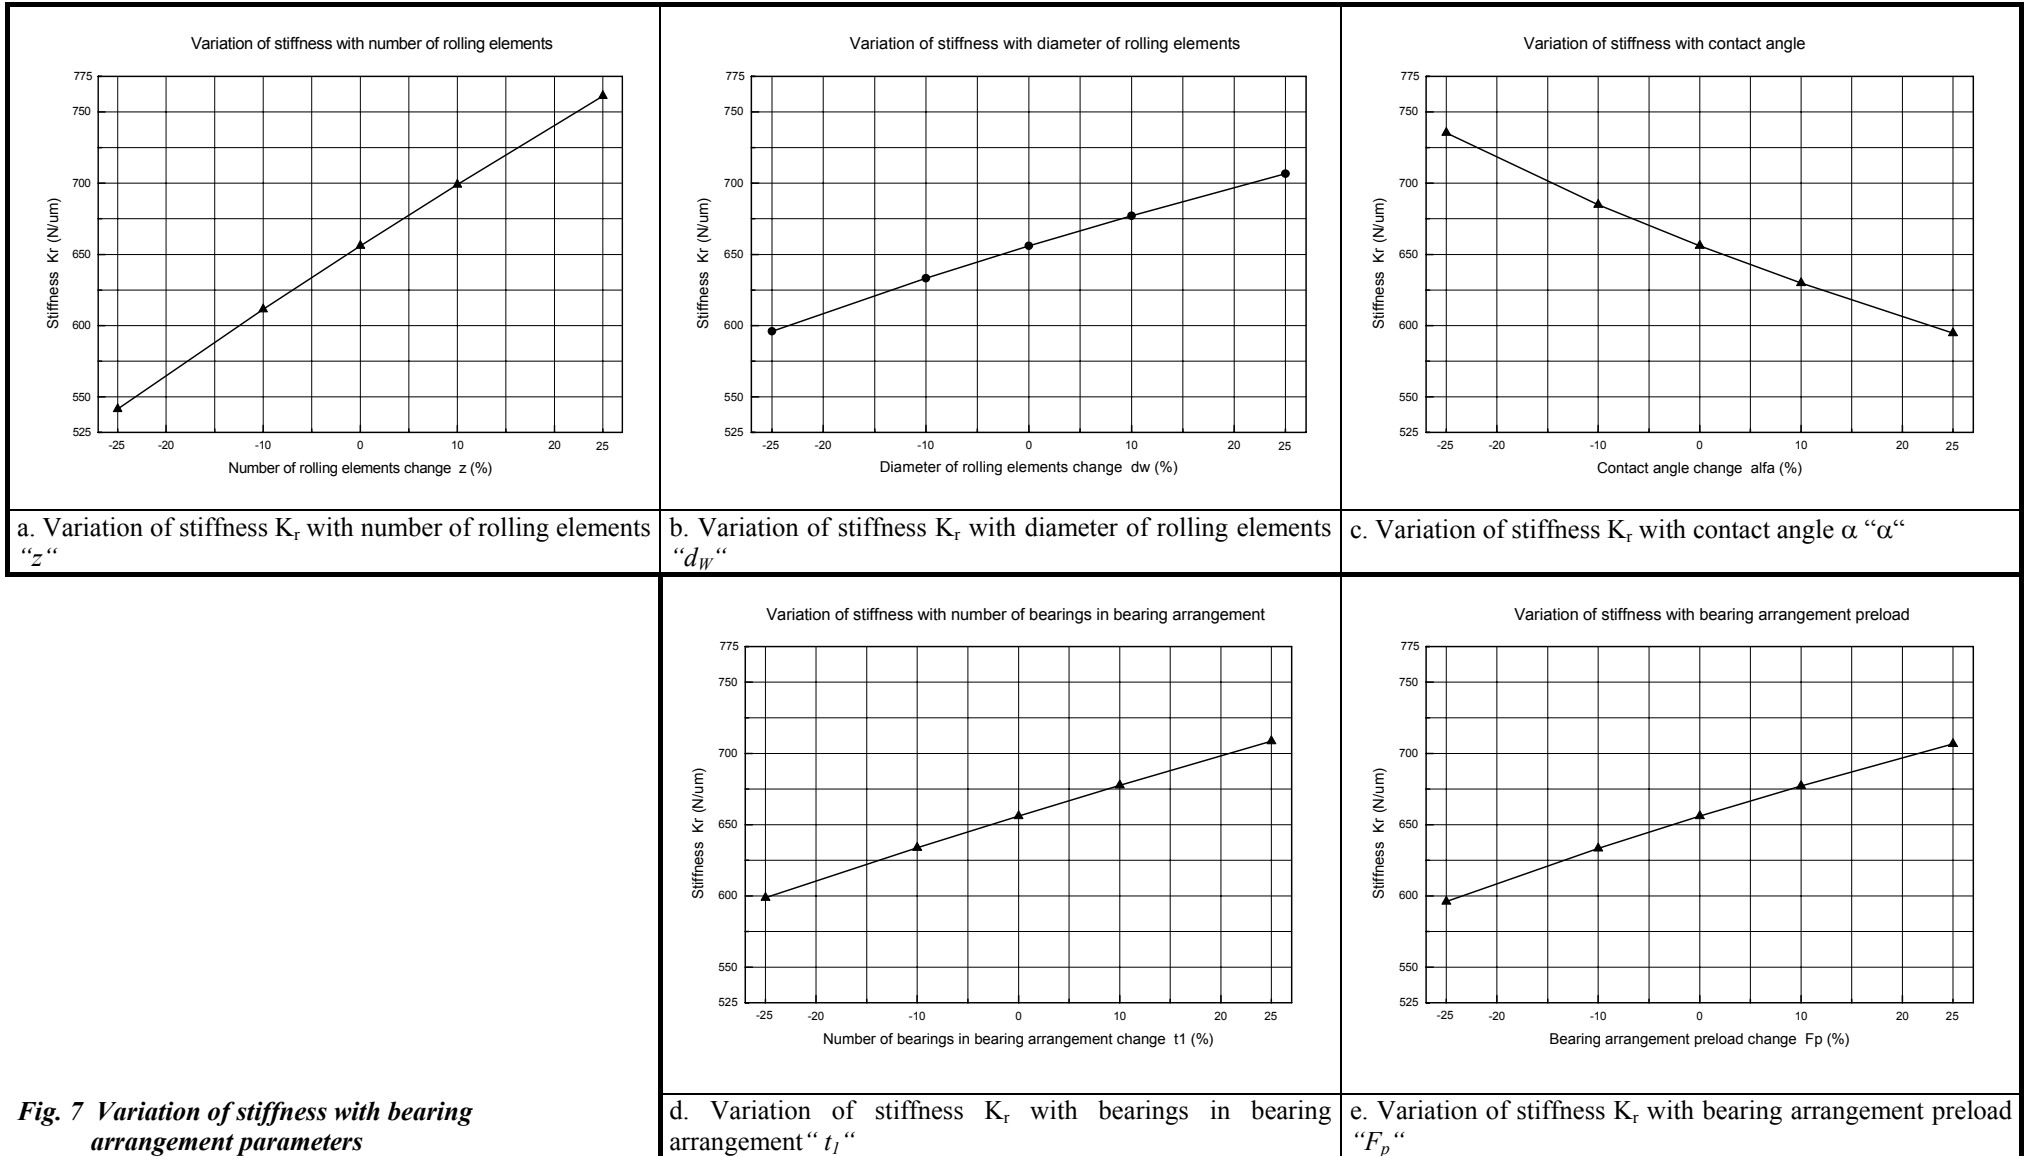 Variation of stiffness with number of rolling elements
775
750
700
650
600
550
525
Stiffness Kr (N/um)
-25 -20 -10 0 10 20 25
Number of rolling elements change z (%)
a. Variation of stiffness Kr with number of rolling elements
“z“
Variation of stiffness with diameter of rolling elements
775
750
700
650
600
550
525
Stiffness Kr (N/um)
-25 -20 -10 0 10 20 25
Diameter of rolling elements change dw (%)
b. Variation of stiffness Kr with diameter of rolling elements
“dW“
Variation of stiffness with contact angle
775
750
700
650
600
550
525
Stiffness Kr (N/um)
-25 -20 -10 0 10 20 25
Contact angle change alfa (%)
c. Variation of stiffness Kr with contact angle α “α“
Fig. 7 Variation of stiffness with bearing
arrangement parameters
Variation of stiffness with number of bearings in bearing arrangement
775
750
700
650
600
550
525
Stiffness Kr (N/um)
-25 -20 -10 0 10 20 25
Number of bearings in bearing arrangement change t1 (%)
d. Variation of stiffness Kr with bearings in bearing
arrangement“ t1“
Variation of stiffness with bearing arrangement preload
775
750
700
650
600
550
525
Stiffness Kr (N/um)
-25 -20 -10 0 10 20 25
Bearing arrangement preload change Fp (%)
e. Variation of stiffness Kr with bearing arrangement preload
“Fp“